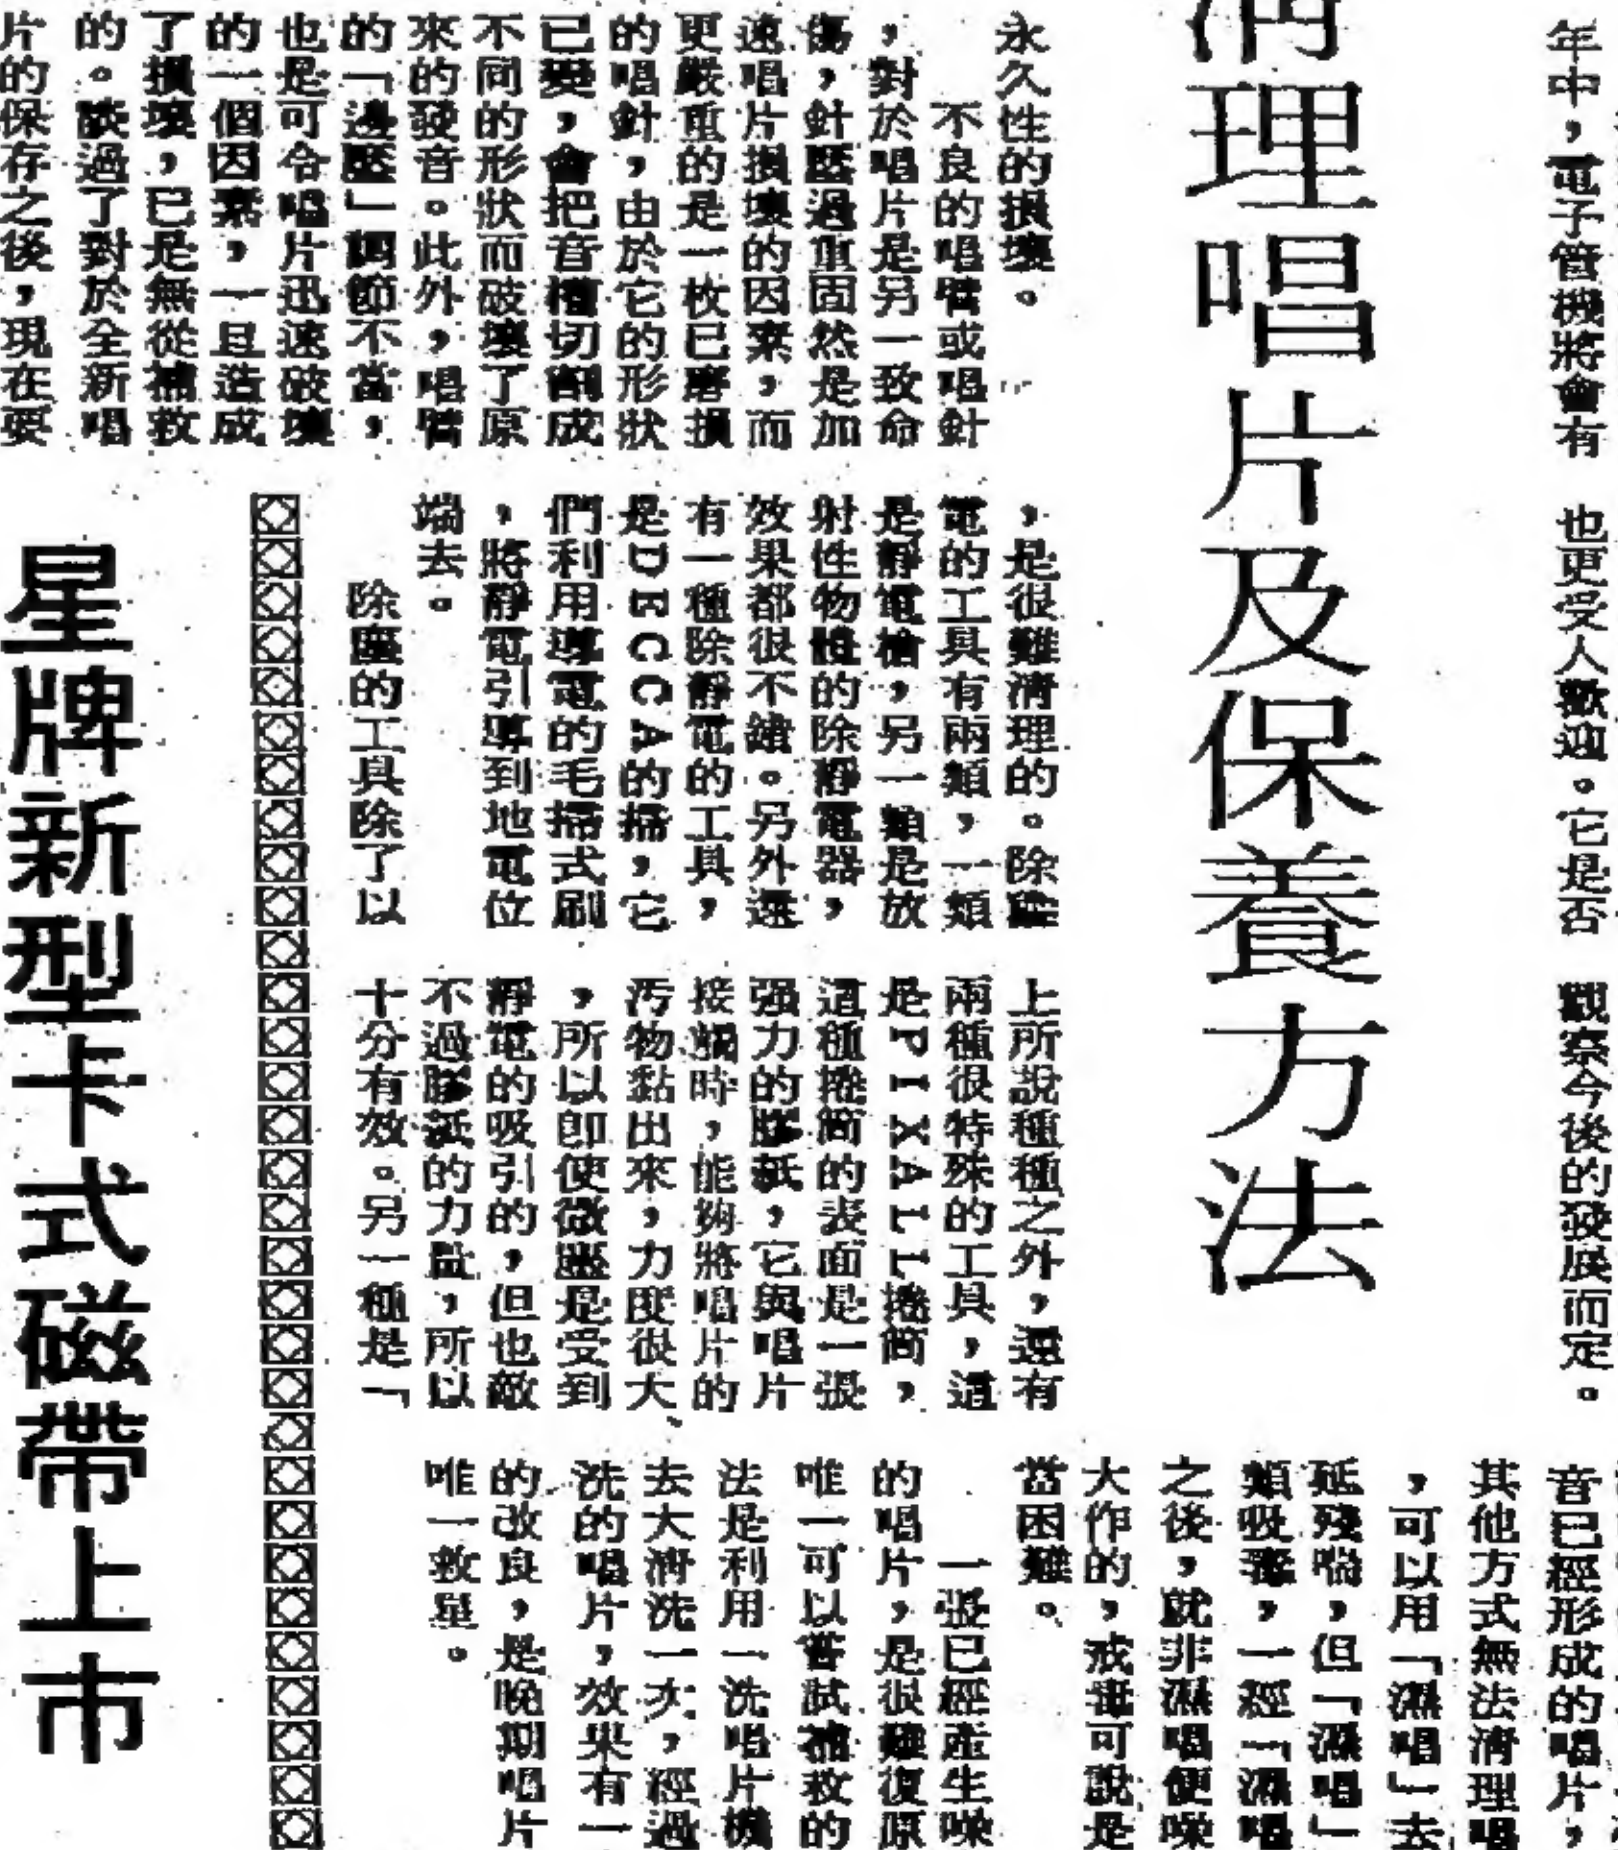 年中，電子管機將會有
也更受人歡迎。它是否
觀察今後的發展而定。
清理唱片及保養方法
永久性的損壞。
不良的唱臂或唱針
，對於唱片是另一致命
傷，針壓過重固然是加
速唱片損壞的因素，而
更嚴重的是一枚已磨損
的唱針，由於它的形狀
已變，會把音槽切割成
不同的形狀而破壞了原
來的發音。此外，唱臂
的「邊壓」調節不當，
也是可令唱片迅速破壞
的一個因素，一旦造成
了損壞，已是無從補救
的。談過了對於全新唱
片的保存之後，現在要
，是很難清理的。除塵
電的工具有兩類，一類
是靜電槍，另一類是放
射性物體的除靜電器，
效果都很不錯。另外還
有一種除靜電的工具，
是DECCA的掃，它
們利用導電的毛掃式刷
，將靜電引導到地電位
端去。
除塵的工具除了以
上所說種種之外，還有
兩種很特殊的工具，這
是PIXALL捲筒，
這種捲筒的表面是一張
强力的膠紙，它與唱片
接觸時，能夠將唱片的
污物黏出來，力度很大
，所以即使微塵是受到
靜電的吸引的，但也敵
不過膠紙的力量，所以
十分有效。另一種是「
音已經形成的唱片，
其他方式無法清理唱
，可以用「濕唱」去
延殘喘，但「濕唱」
類吸毒，一經「濕唱
之後，就非濕唱便噪
大作的，戒毒可說是
當困難。
一張已經產生噪
的唱片，是很難復原
唯一可以嘗試補救的
法是利用一洗唱片機
去大清洗一次，經過
洗的唱片，效果有一
的改良，是晚期唱片
唯一救星。
星牌新型卡式磁帶上市